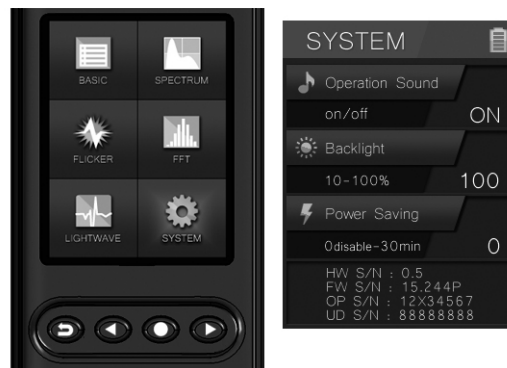 BASIC SPECTRUM
FLICKER FFT
LIGHTWAVE SYSTEM
SYSTEM
Operation Sound
on/off ON
Backlight
10-100% 100
Power Saving
0disable-30min 0
HW S/N : 0.5
FW S/N : 15.244P
OP S/N : 12X34567
UD S/N : 88888888